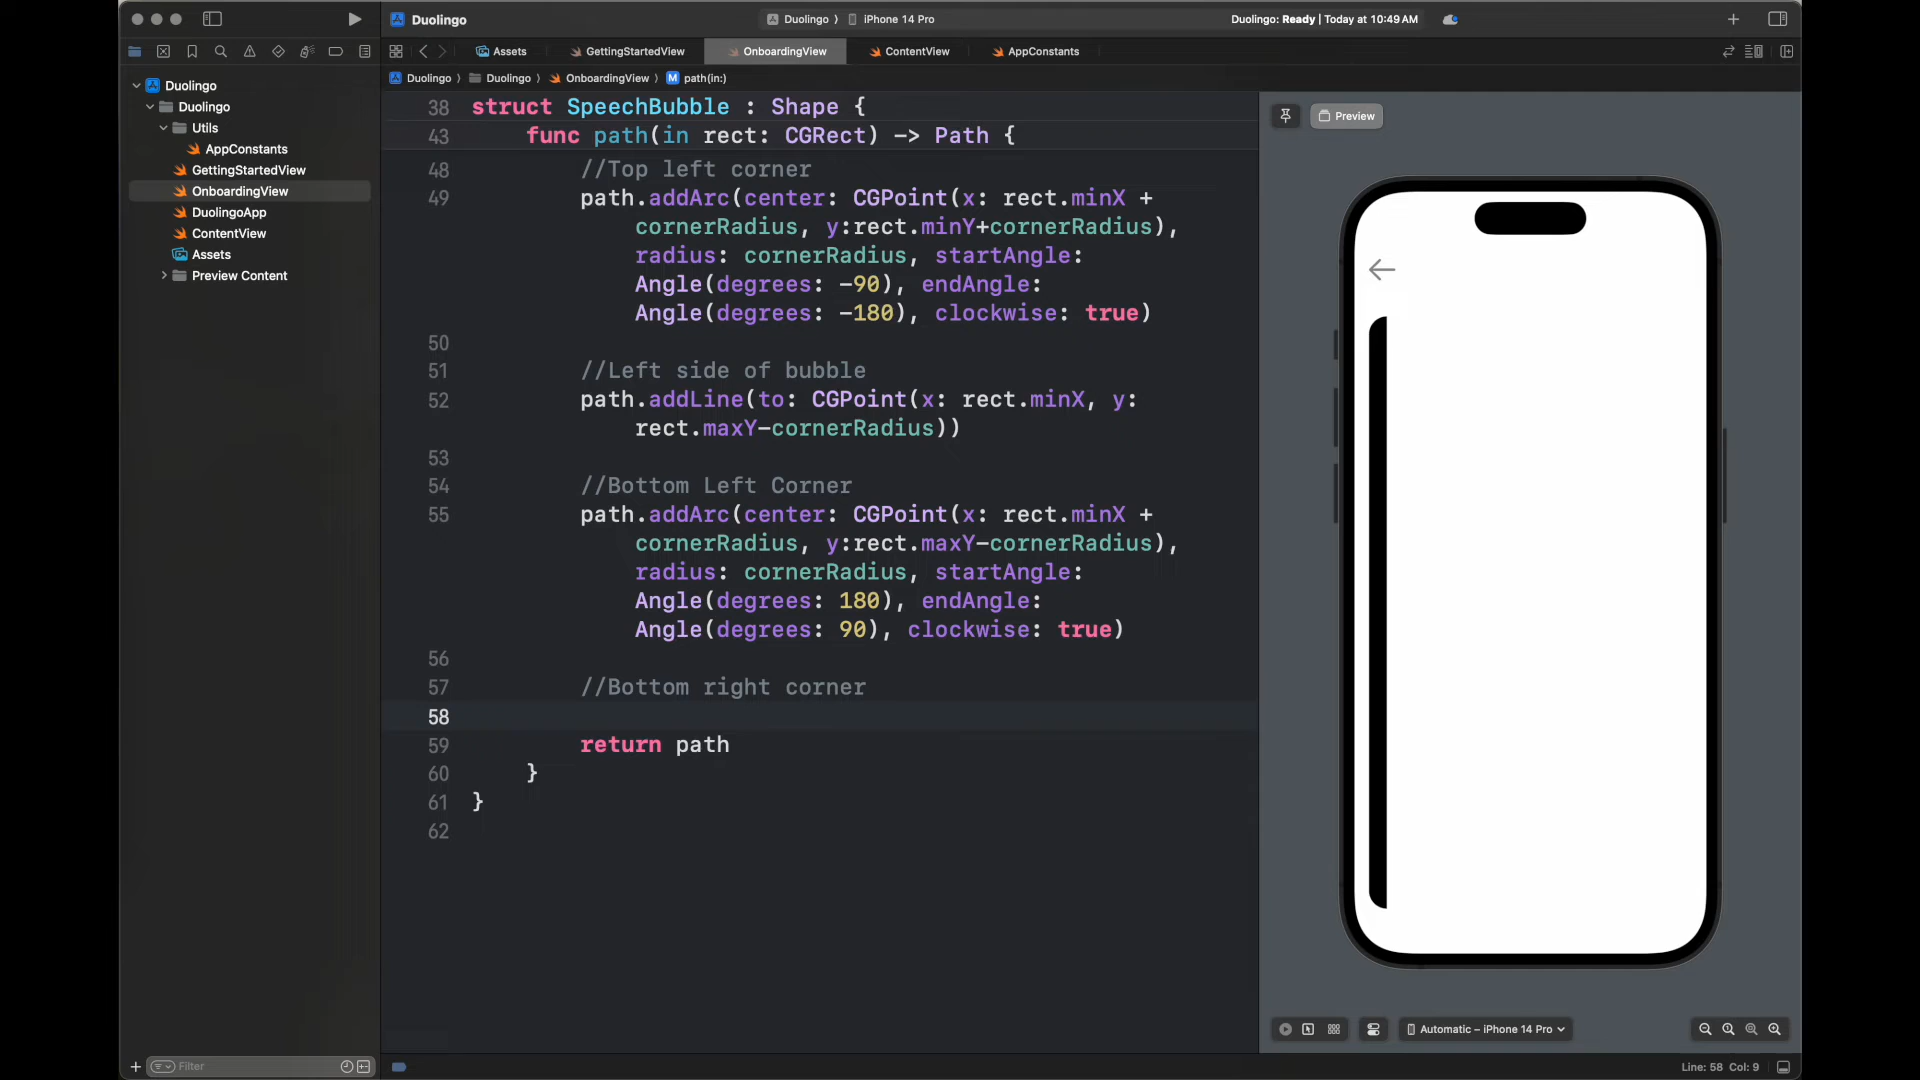 Duolingo
Duolingo
iPhone 14 Pro
Duolingo: Ready | Today at 10:49 AM
Assets
GettingStartedView
OnboardingView
ContentView
AppConstants
Duolingo
Duolingo
OnboardingView
M path(in:)
Duolingo
Duolingo
Utils
AppConstants
GettingStartedView
OnboardingView
DuolingoApp
ContentView
Assets
Preview Content
Filter
38 struct SpeechBubble : Shape {
43 func path(in rect: CGRect) -> Path {
48 //Top left corner
49 path.addArc(center: CGPoint(x: rect.minX +
cornerRadius, y:rect.minY+cornerRadius),
radius: cornerRadius, startAngle:
Angle(degrees: -90), endAngle:
Angle(degrees: -180), clockwise: true)
50
51 //Left side of bubble
52 path.addLine(to: CGPoint(x: rect.minX, y:
rect.maxY-cornerRadius))
53
54 //Bottom Left Corner
55 path.addArc(center: CGPoint(x: rect.minX +
cornerRadius, y:rect.maxY-cornerRadius),
radius: cornerRadius, startAngle:
Angle(degrees: 180), endAngle:
Angle(degrees: 90), clockwise: true)
56
57 //Bottom right corner
58
59 return path
60 }
61 }
62
Preview
Automatic – iPhone 14 Pro
Line: 58 Col: 9